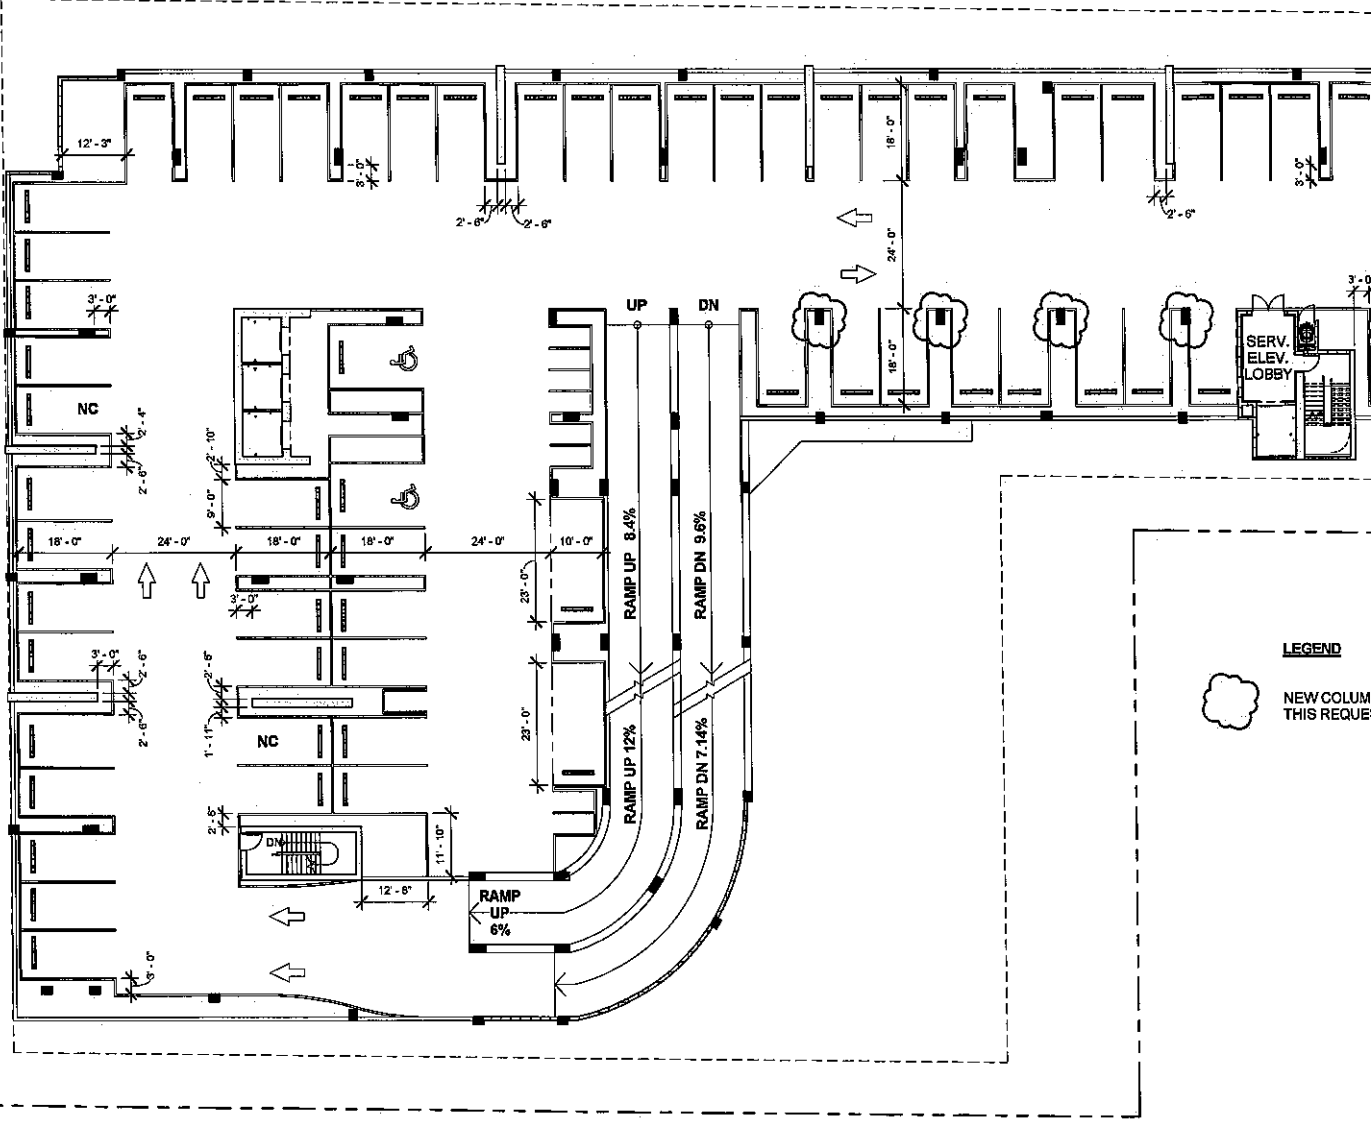 12' - 3"
3' - 0"
2' - 6"
2' - 6"
18' - 0"
24' - 0"
18' - 0"
2' - 6"
3' - 0"
3' - 0
3' - 0"
UP
DN
SERV.
ELEV.
LOBBY
NC
2' - 4"
2' - 6"
2' - 10"
9' - 0"
18' - 0"
24' - 0"
18' - 0"
18' - 0"
24' - 0"
10' - 0"
3' - 0"
23' - 0"
RAMP UP 8.4%
RAMP DN 9.6%
3' - 0"
2' - 6"
2' - 6"
1' - 11"
NC
23' - 0"
RAMP UP 12%
RAMP DN 7.14%
LEGEND
NEW COLUM
THIS REQUE
DN
11' - 10"
12' - 6"
RAMP
UP
6%
3' - 0"